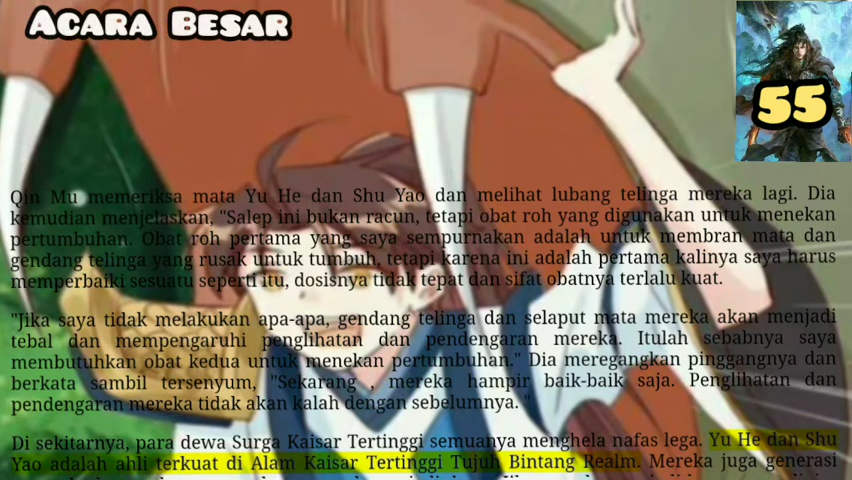 Acara Besar
55
Qin Mu memeriksa mata Yu He dan Shu Yao dan melihat lubang telinga mereka lagi. Dia
kemudian menjelaskan, "Salep ini bukan racun, tetapi obat roh yang digunakan untuk menekan
pertumbuhan. Obat roh pertama yang saya sempurnakan adalah untuk membran mata dan
gendang telinga yang rusak untuk tumbuh, tetapi karena ini adalah pertama kalinya saya harus
memperbaiki sesuatu seperti itu, dosisnya tidak tepat dan sifat obatnya terlalu kuat.
"Jika saya tidak melakukan apa-apa, gendang telinga dan selaput mata mereka akan menjadi
tebal dan mempengaruhi penglihatan dan pendengaran mereka. Itulah sebabnya saya
membutuhkan obat kedua untuk menekan pertumbuhan." Dia meregangkan pinggangnya dan
berkata sambil tersenyum, "Sekarang , mereka hampir baik-baik saja. Penglihatan dan
pendengaran mereka tidak akan kalah dengan sebelumnya. "
Di sekitarnya, para dewa Surga Kaisar Tertinggi semuanya menghela nafas lega. Yu He dan Shu
Yao adalah ahli terkuat di Alam Kaisar Tertinggi Tujuh Bintang Realm. Mereka juga generasi